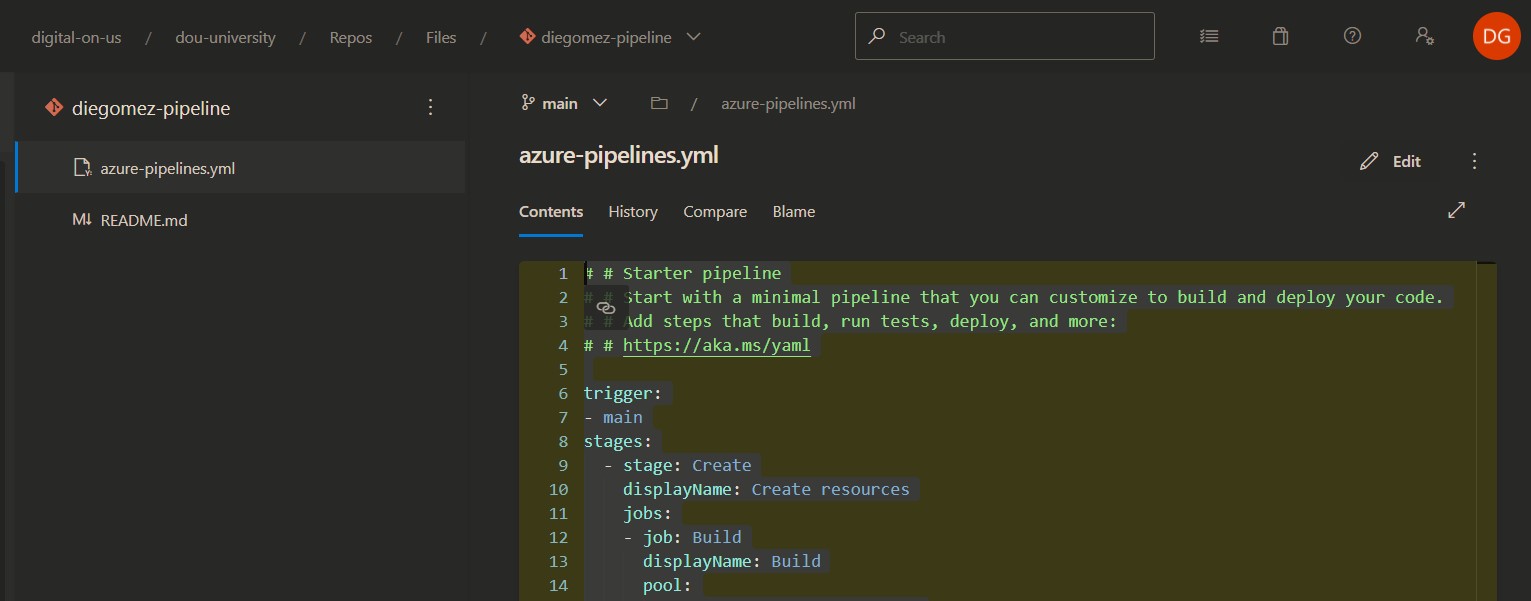 digital-on-us / dou-university / Repos / Files / diegomez-pipeline
Search
DG
diegomez-pipeline
azure-pipelines.yml
README.md
main / azure-pipelines.yml
azure-pipelines.yml
Edit
Contents History Compare Blame
1 # # Starter pipeline
2 # # Start with a minimal pipeline that you can customize to build and deploy your code.
3 # # Add steps that build, run tests, deploy, and more:
4 # # https://aka.ms/yaml
5
6 trigger:
7 - main
8 stages:
9 - stage: Create
10 displayName: Create resources
11 jobs:
12 - job: Build
13 displayName: Build
14 pool: